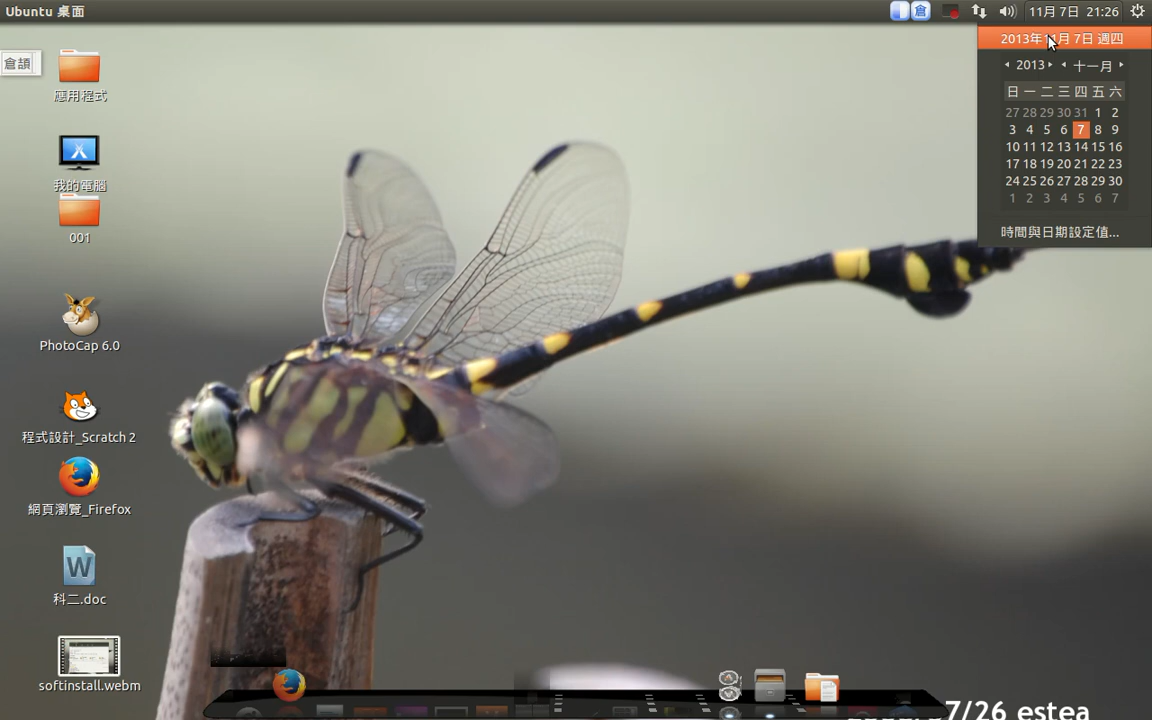 Ubuntu 桌面
倉
11月 7日 21:26
倉頡
應用程式
我的電腦
001
PhotoCap 6.0
程式設計_Scratch 2
網頁瀏覽_Firefox
W
科二.doc
softinstall.webm
2013年11月 7日 週四
2013
十一月
日 一 二 三 四 五 六
27 28 29 30 31 1 2
3 4 5 6 7 8 9
10 11 12 13 14 15 16
17 18 19 20 21 22 23
24 25 26 27 28 29 30
1 2 3 4 5 6 7
時間與日期設定值...
7/26 estea